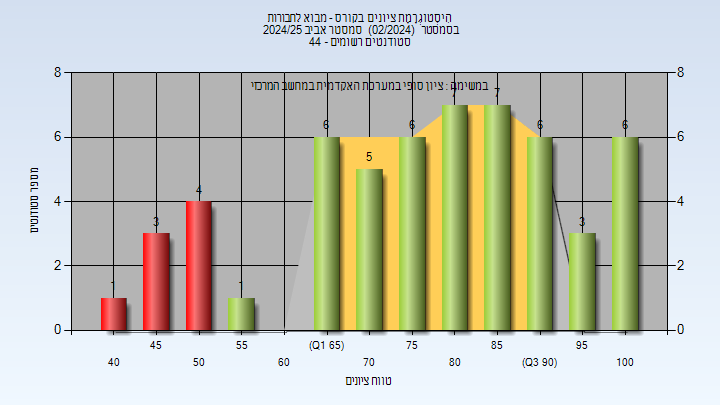 היסטוגרמת ציונים בקורס - מבוא לחברות
בסמסטר (02/2024) סמסטר אביב 2024/25
סטודנטים רשומים - 44
במשימה : ציון סופי במערכת האקדמית במחשב המרכזי
8 8
7 7
6 6 6 6
6 6
5
4
4 4
3 3
2 2
1 1
0 0
מספר סטודנטים
45 55 (Q1 65) 75 85 95
40 50 60 70 80 (Q3 90) 100
טווח ציונים